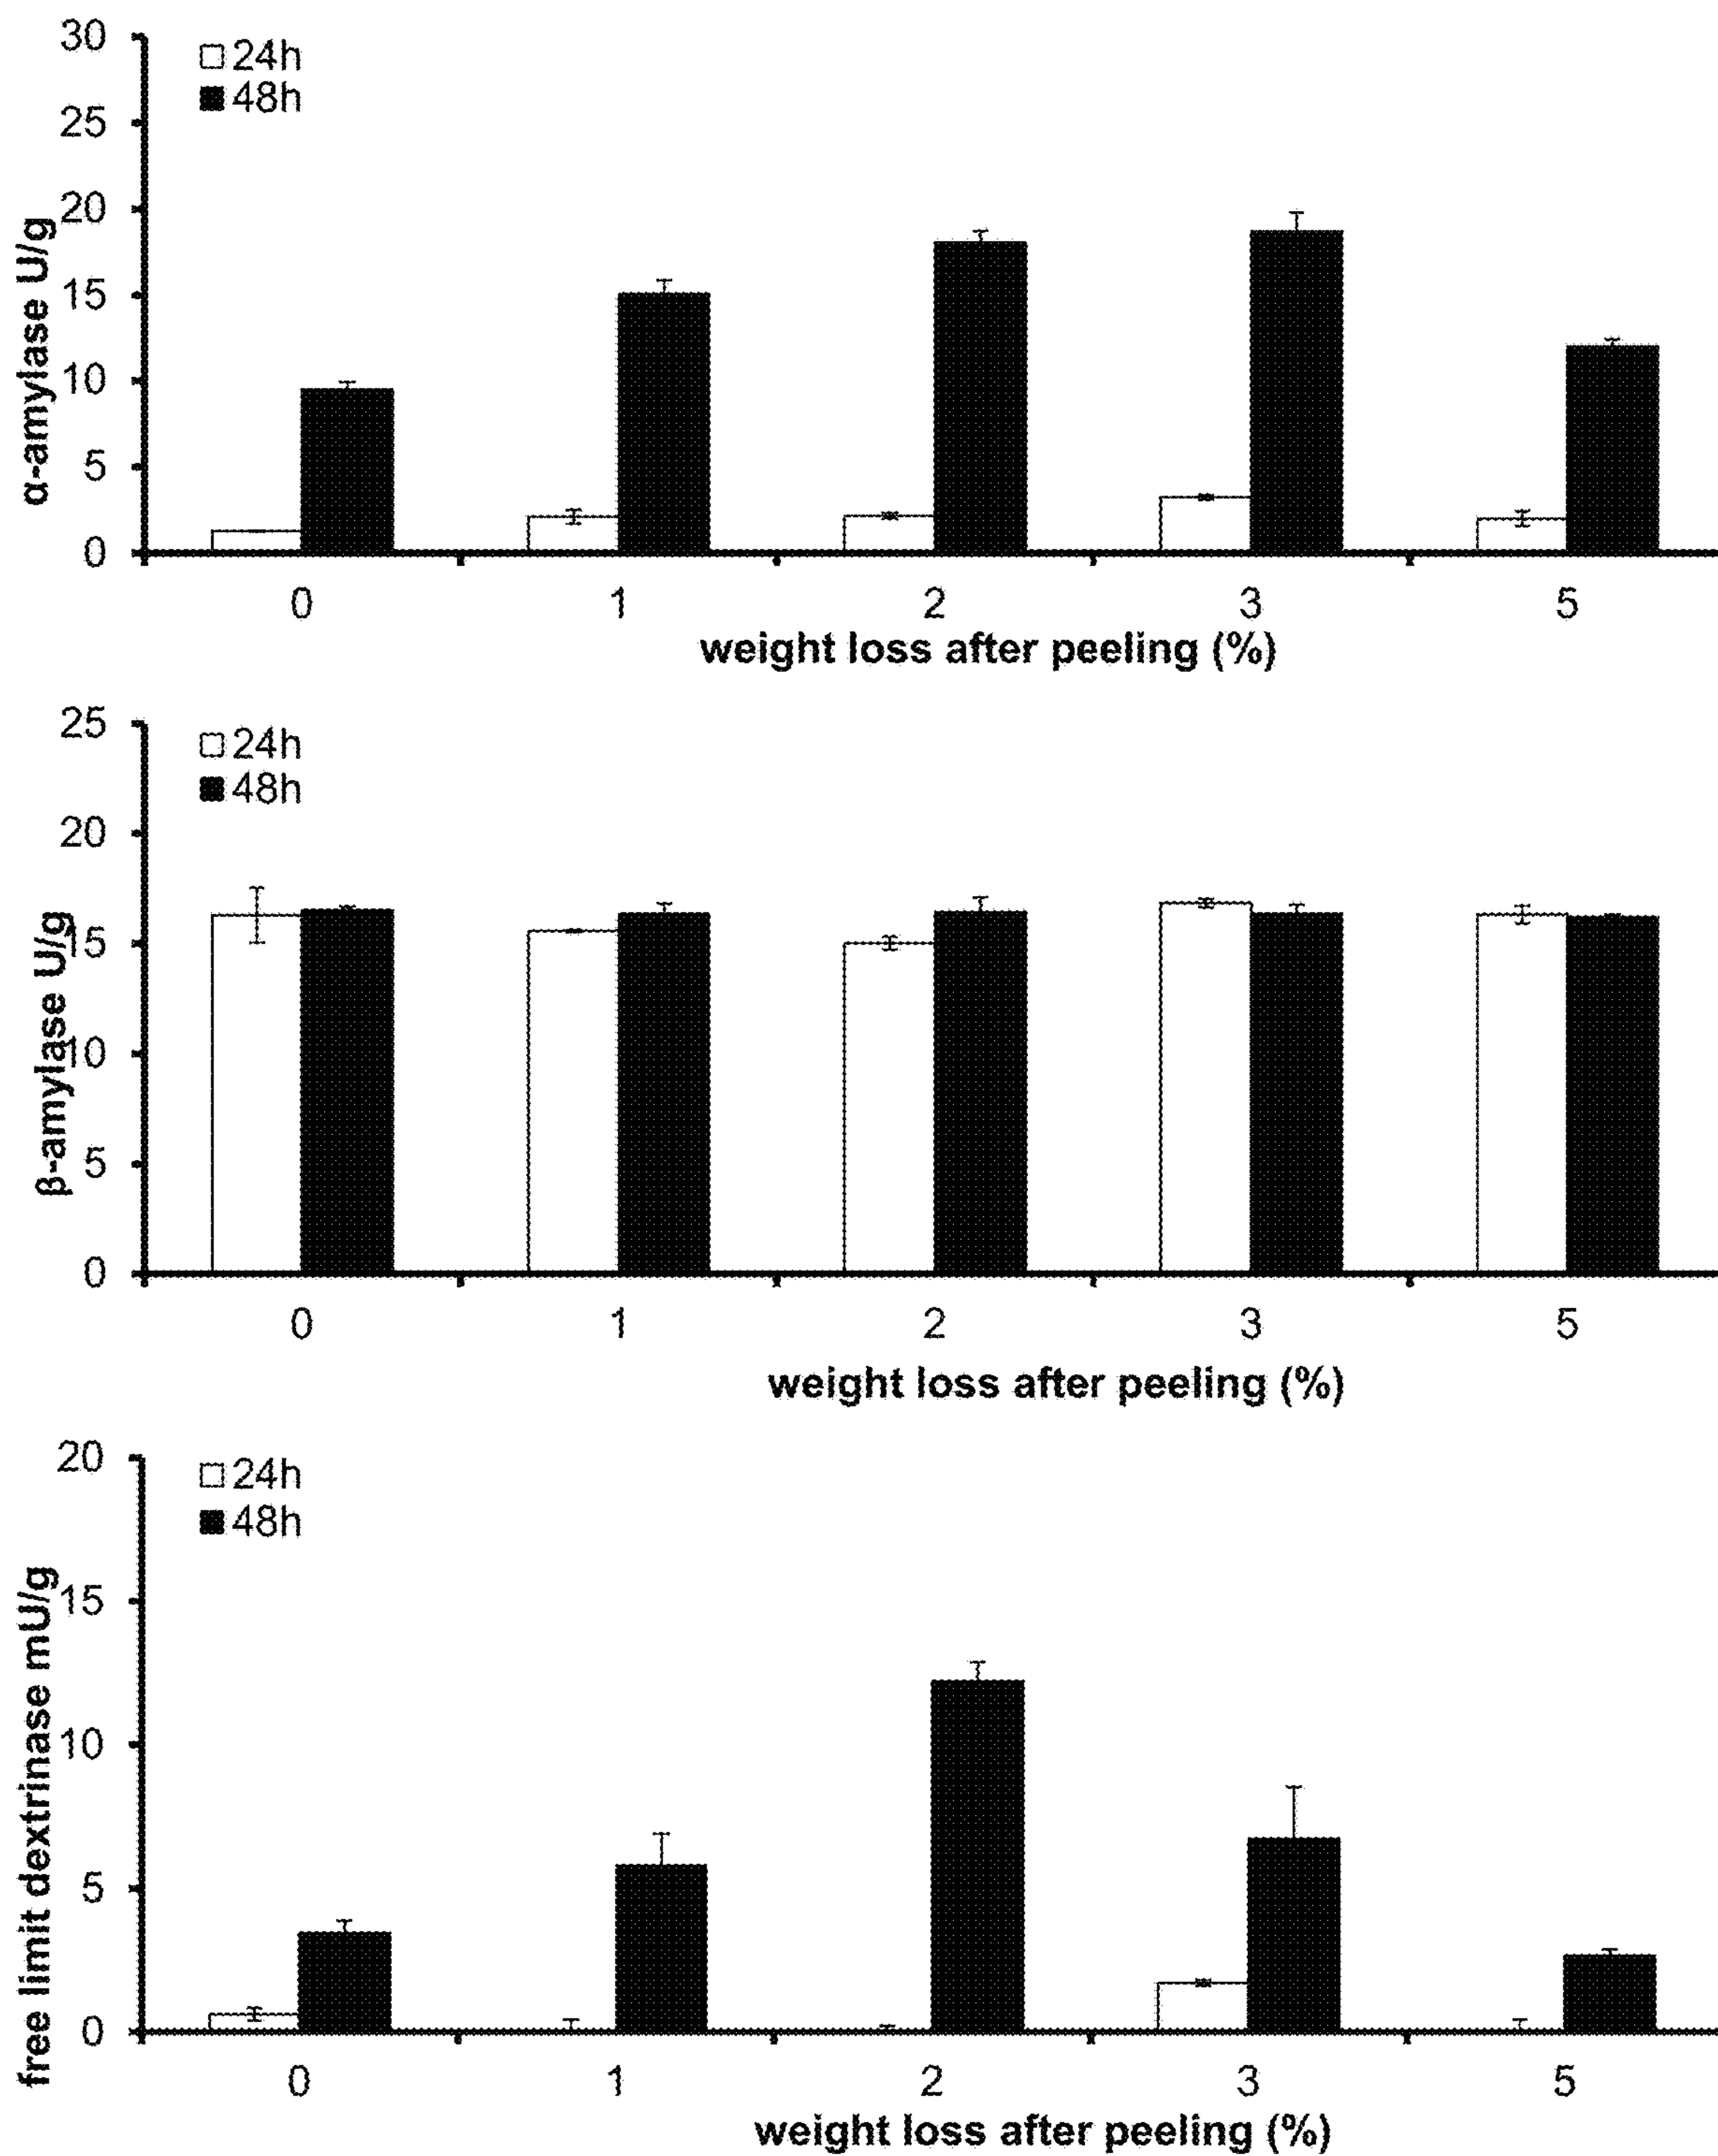 30
25
20
15
10
5
0
α-amylase U/g
24h
48h
0 1 2 3 5
weight loss after peeling (%)
25
20
15
10
5
0
β-amylase U/g
24h
48h
0 1 2 3 5
weight loss after peeling (%)
20
15
10
5
0
free limit dextrinase mU/g
24h
48h
0 1 2 3 5
weight loss after peeling (%)